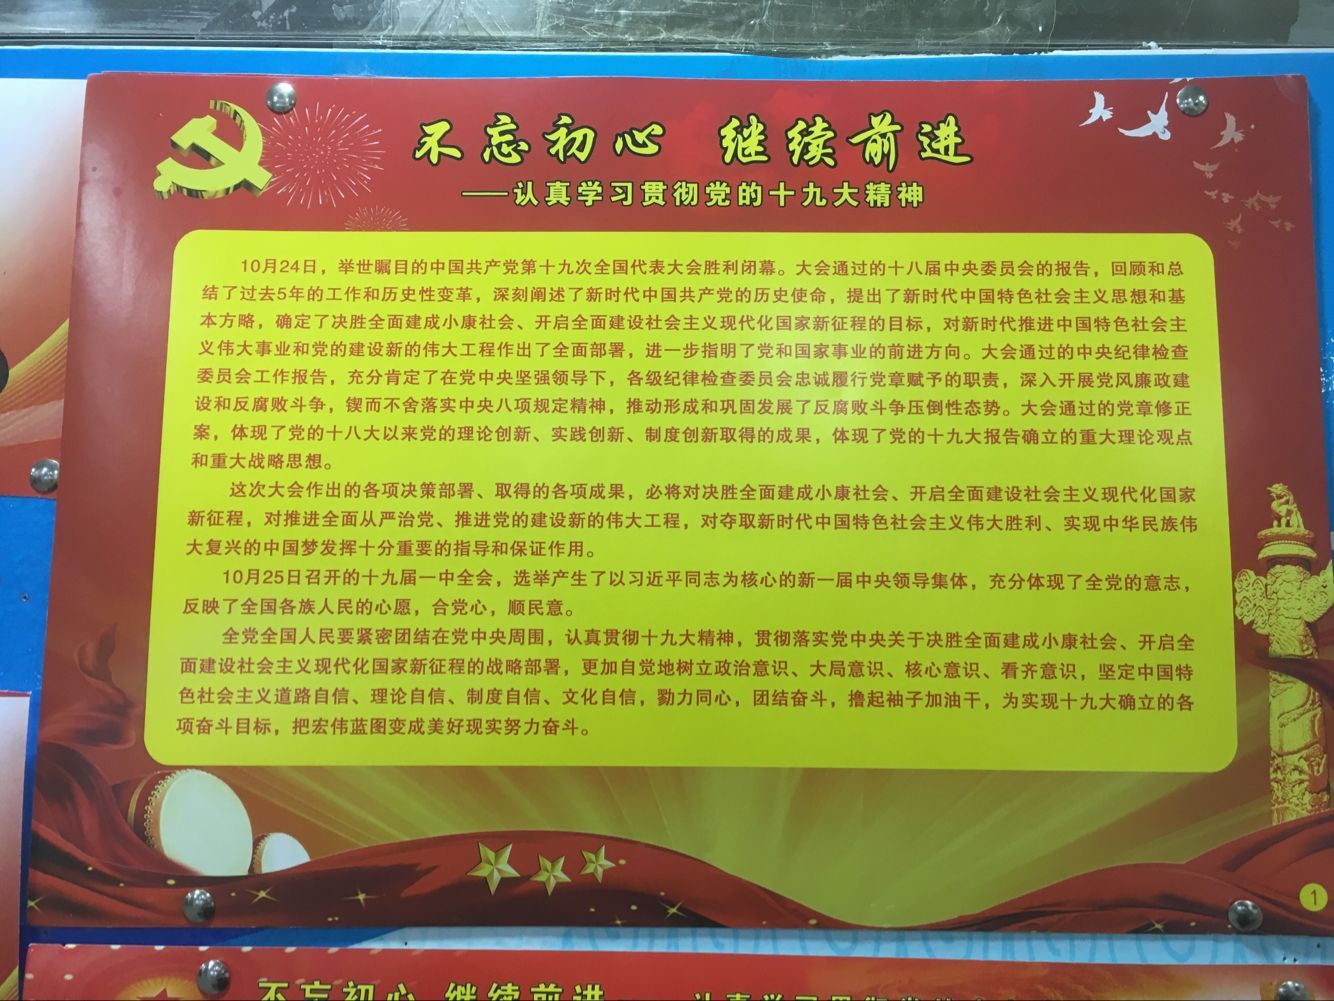 不忘初心 继续前进
——认真学习贯彻党的十九大精神
10月24日，举世瞩目的中国共产党第十九次全国代表大会胜利闭幕。大会通过的十八届中央委员会的报告，回顾和总
结了过去5年的工作和历史性变革，深刻阐述了新时代中国共产党的历史使命，提出了新时代中国特色社会主义思想和基
本方略，确定了决胜全面建成小康社会、开启全面建设社会主义现代化国家新征程的目标，对新时代推进中国特色社会主
义伟大事业和党的建设新的伟大工程作出了全面部署，进一步指明了党和国家事业的前进方向。大会通过的中央纪律检查
委员会工作报告，充分肯定了在党中央坚强领导下，各级纪律检查委员会忠诚履行党章赋予的职责，深入开展党风廉政建
设和反腐败斗争，锲而不舍落实中央八项规定精神，推动形成和巩固发展了反腐败斗争压倒性态势。大会通过的党章修正
案，体现了党的十八大以来党的理论创新、实践创新、制度创新取得的成果，体现了党的十九大报告确立的重大理论观点
和重大战略思想。
这次大会作出的各项决策部署、取得的各项成果，必将对决胜全面建成小康社会、开启全面建设社会主义现代化国家
新征程，对推进全面从严治党、推进党的建设新的伟大工程，对夺取新时代中国特色社会主义伟大胜利、实现中华民族伟
大复兴的中国梦发挥十分重要的指导和保证作用。
10月25日召开的十九届一中全会，选举产生了以习近平同志为核心的新一届中央领导集体，充分体现了全党的意志，
反映了全国各族人民的心愿，合党心，顺民意。
全党全国人民要紧密团结在党中央周围，认真贯彻十九大精神，贯彻落实党中央关于决胜全面建成小康社会、开启全
面建设社会主义现代化国家新征程的战略部署，更加自觉地树立政治意识、大局意识、核心意识、看齐意识，坚定中国特
色社会主义道路自信、理论自信、制度自信、文化自信，勠力同心，团结奋斗，撸起袖子加油干，为实现十九大确立的各
项奋斗目标，把宏伟蓝图变成美好现实努力奋斗。
1
不忘初心 继续前进